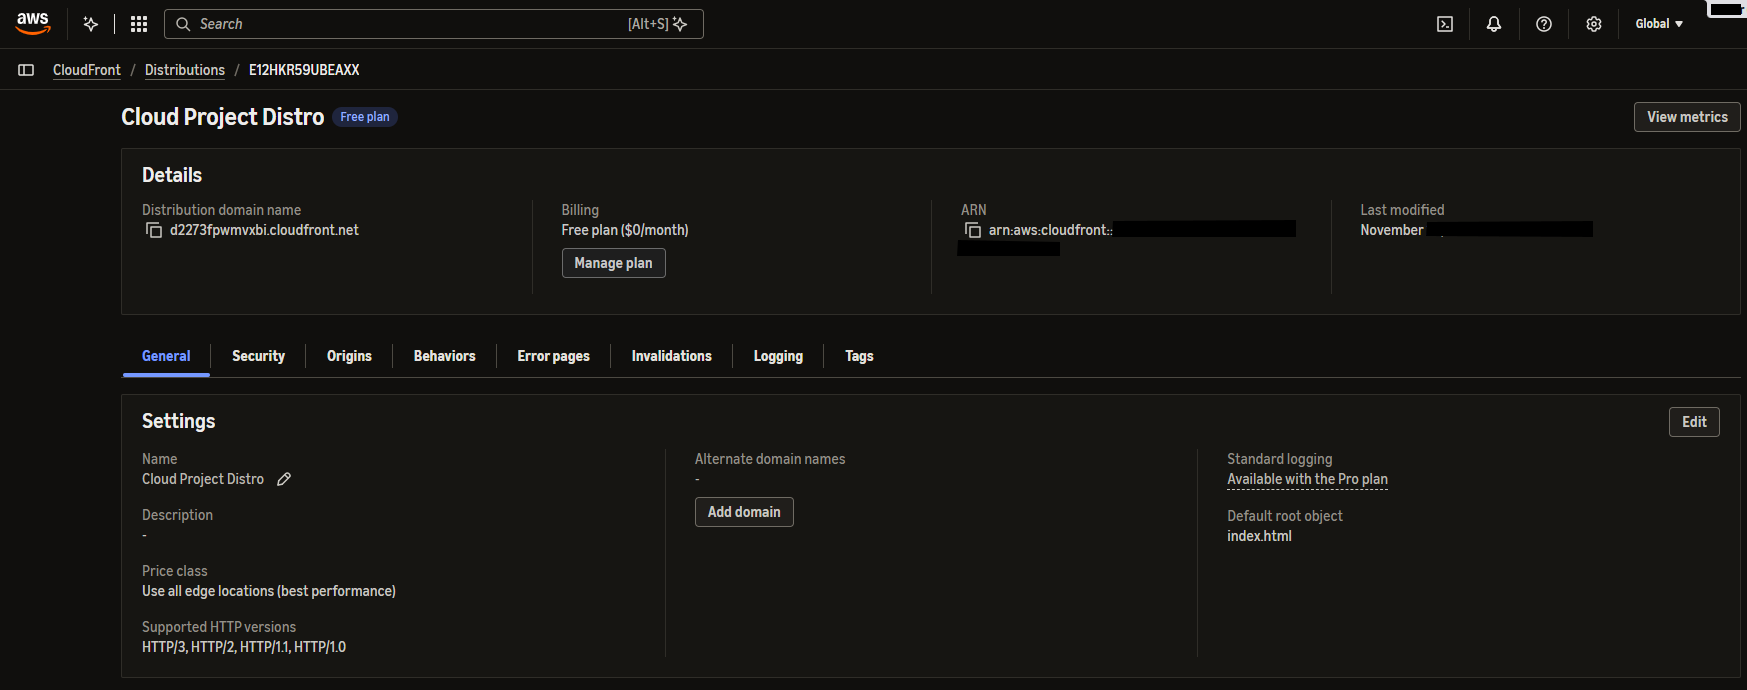 aws
Search [Alt+S]
Global
CloudFront / Distributions / E12HKR59UBEAXX
Cloud Project Distro Free plan
View metrics
Details
Distribution domain name
d2273fpwmvxbi.cloudfront.net
Billing
Free plan ($0/month)
Manage plan
ARN
arn:aws:cloudfront::
Last modified
November
General Security Origins Behaviors Error pages Invalidations Logging Tags
Settings
Edit
Name
Cloud Project Distro
Description
-
Price class
Use all edge locations (best performance)
Supported HTTP versions
HTTP/3, HTTP/2, HTTP/1.1, HTTP/1.0
Alternate domain names
-
Add domain
Standard logging
Available with the Pro plan
Default root object
index.html